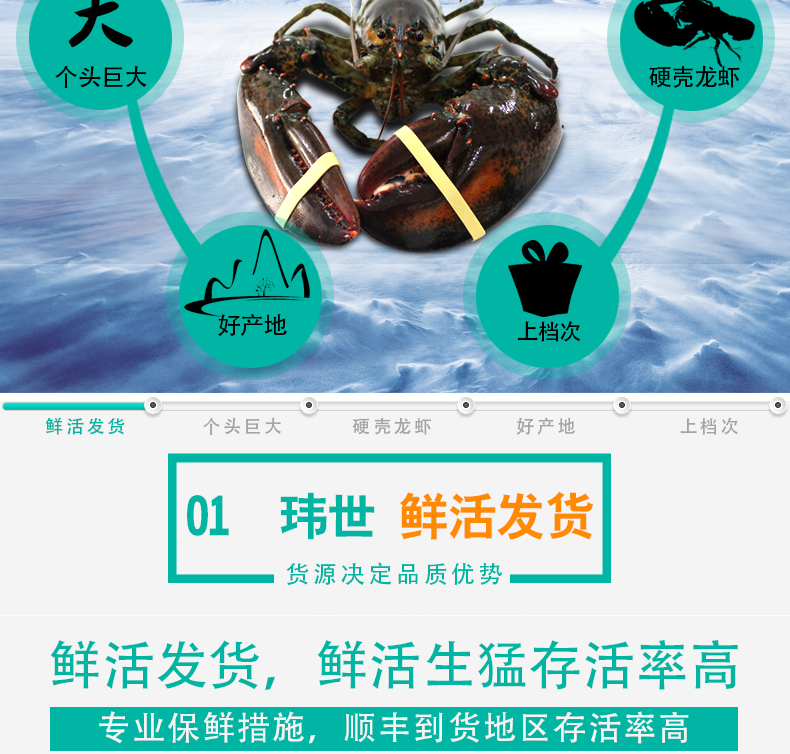 大
个头巨大
硬壳龙虾
好产地
上档次
鲜活发货 个头巨大 硬壳龙虾 好产地 上档次
01 玮世 鲜活发货
货源决定品质优势
鲜活发货，鲜活生猛存活率高
专业保鲜措施，顺丰到货地区存活率高